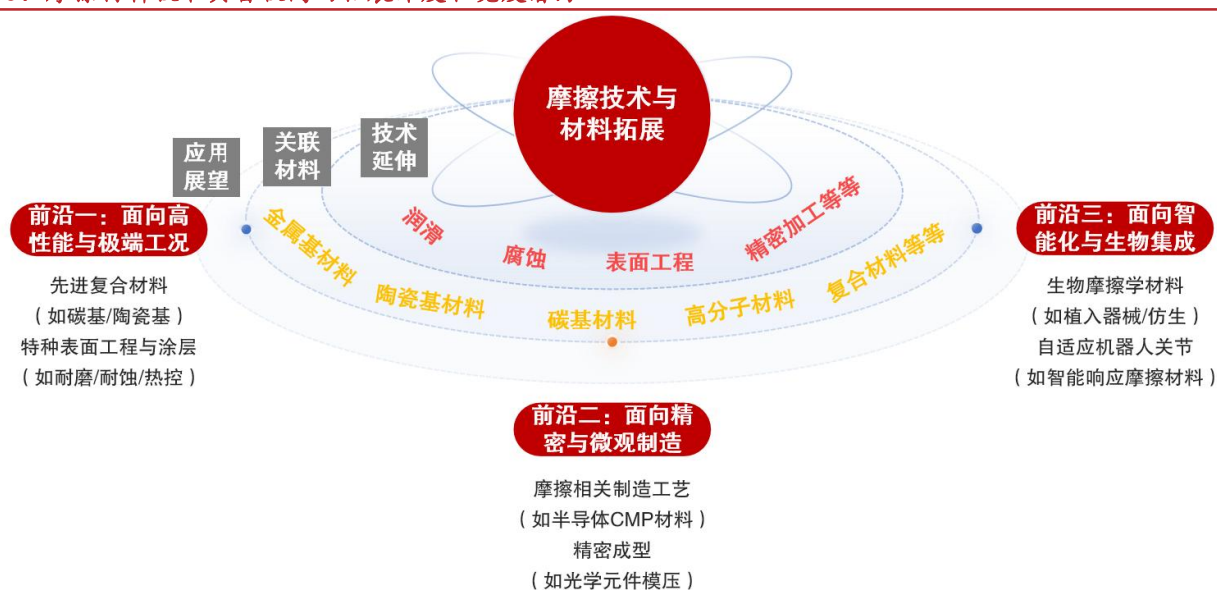 摩擦技术与
材料拓展
技术
延伸
关联
材料
应用
展望
润滑
腐蚀
表面工程
精密加工等等
金属基材料
陶瓷基材料
碳基材料
高分子材料
复合材料等等
前沿一：面向高
性能与极端工况
先进复合材料
（如碳基/陶瓷基）
特种表面工程与涂层
（如耐磨/耐蚀/热控）
前沿二：面向精
密与微观制造
摩擦相关制造工艺
（如半导体CMP材料）
精密成型
（如光学元件模压）
前沿三：面向智
能化与生物集成
生物摩擦学材料
（如植入器械/仿生）
自适应机器人关节
（如智能响应摩擦材料）